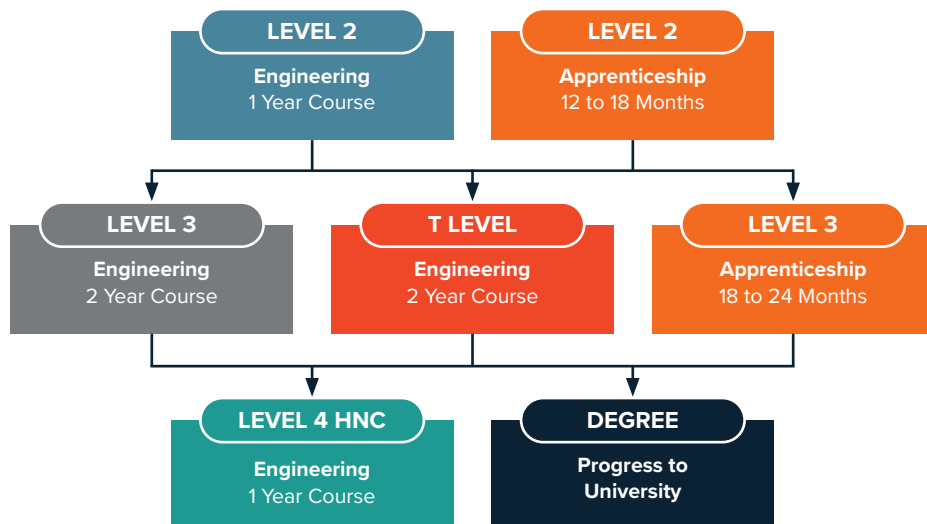 LEVEL 2
Engineering
1 Year Course
LEVEL 2
Apprenticeship
12 to 18 Months
LEVEL 3
Engineering
2 Year Course
T LEVEL
Engineering
2 Year Course
LEVEL 3
Apprenticeship
18 to 24 Months
LEVEL 4 HNC
Engineering
1 Year Course
DEGREE
Progress to
University